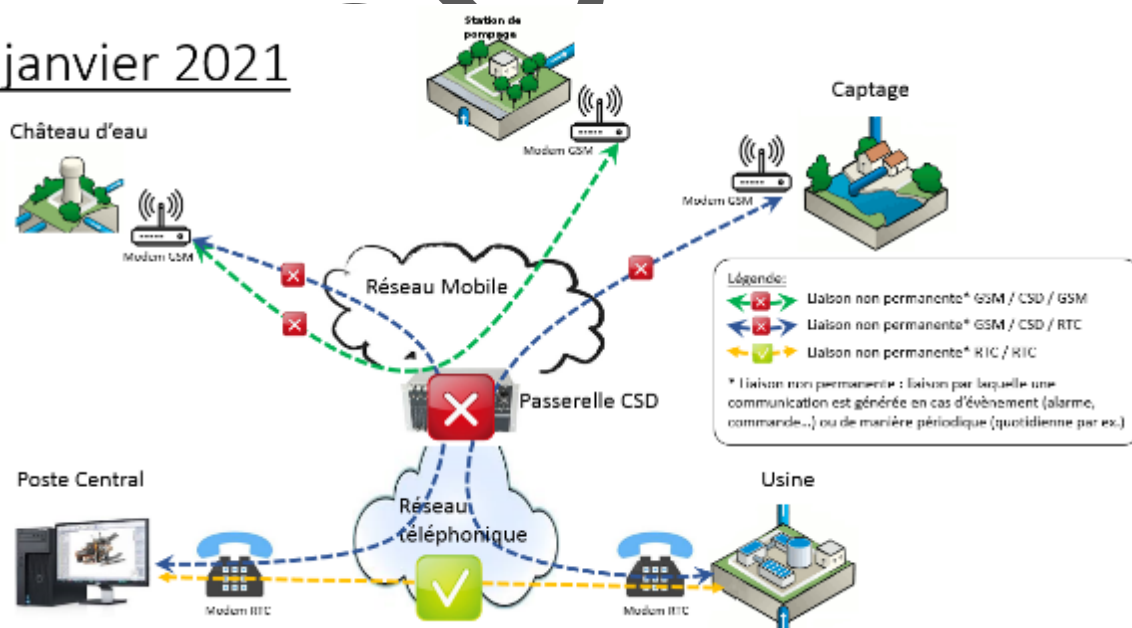 Station de
pompage
janvier 2021
Captage
Château d'eau
Modem GSM
Modem GSM
Modem GSM
Réseau Mobile
Légende:
Liaison non permanente* GSM / CSD / GSM
Liaison non permanente* GSM / CSD / RTC
Liaison non permanente* RTC / RTC
* Liaison non permanente : liaison par laquelle une
communication est générée en cas d'évènement (alarme,
commande...) ou de manière périodique (quotidienne par ex.)
Passerelle CSD
Poste Central
Usine
Réseau
téléphonique
Modem RTC
Modem RTC